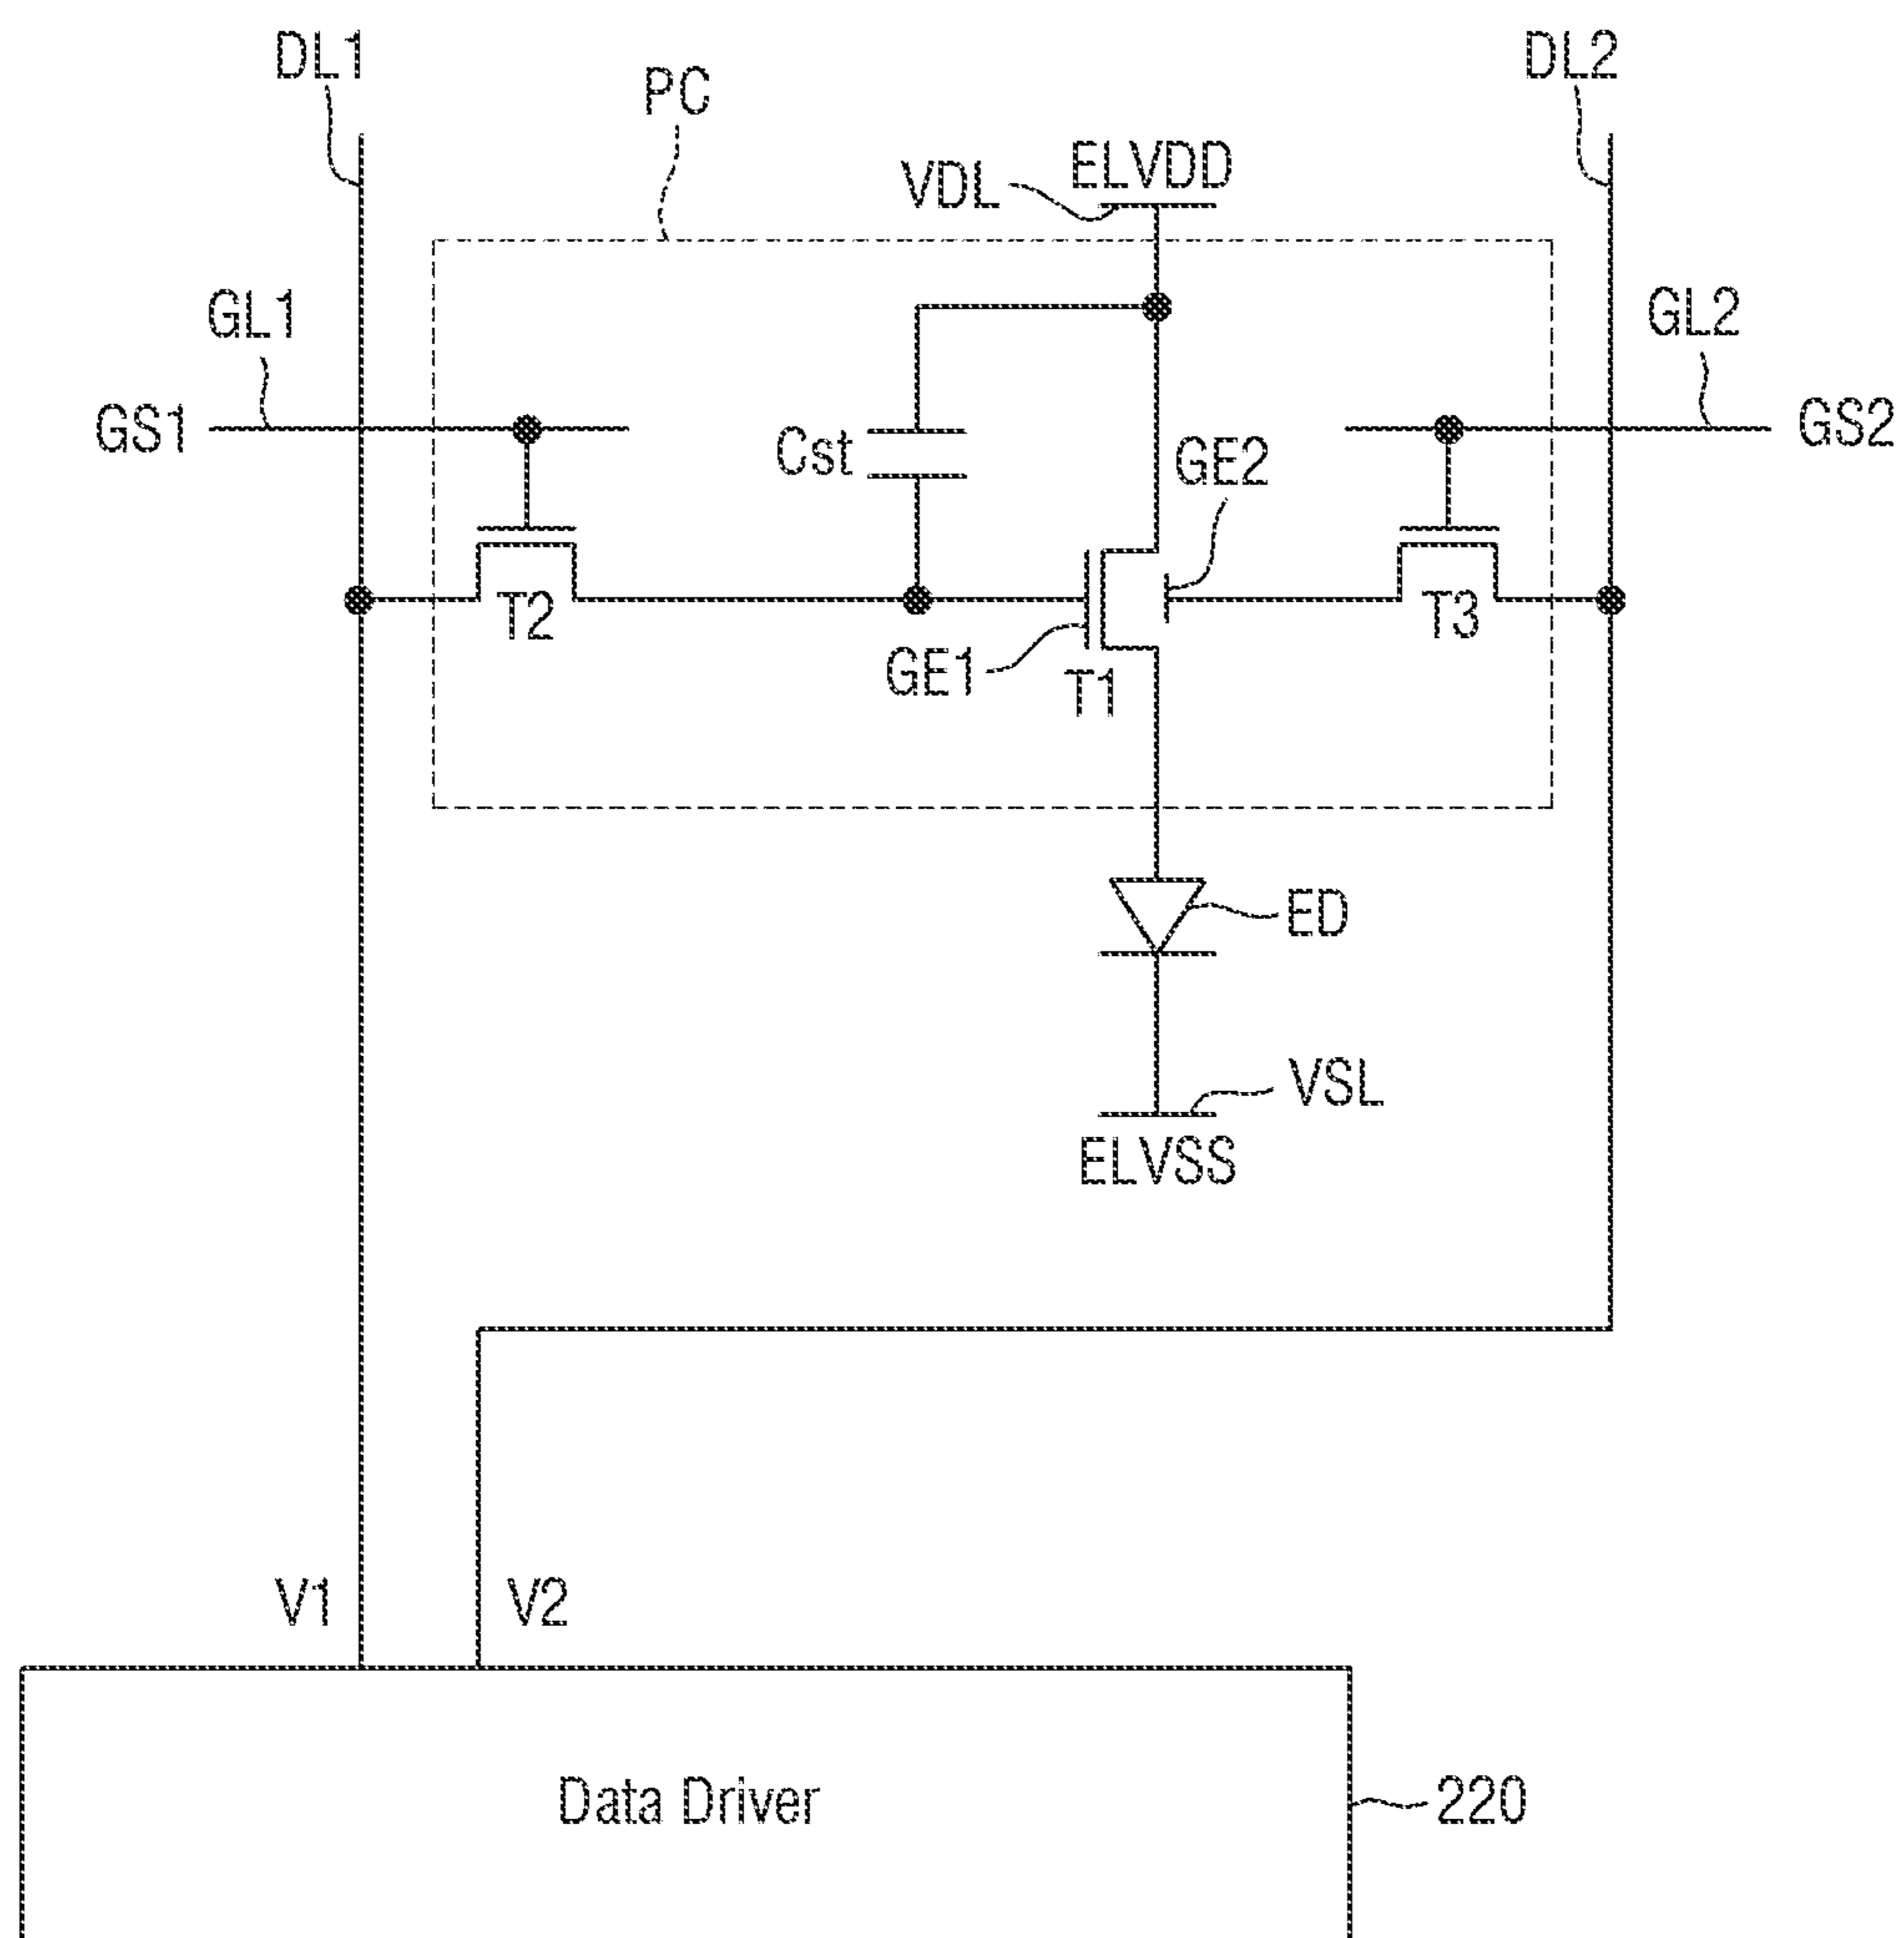 DL1
DL2
PC
ELVDD
VDL
GL1
GL2
GS1
GS2
Cst
GE2
T2
T3
GE1
T1
ED
VSL
ELVSS
V1
V2
Data Driver
220